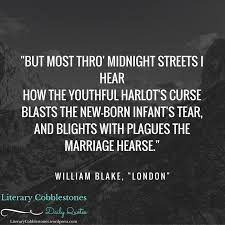 "BUT MOST THRO' MIDNIGHT STREETS I
HEAR
HOW THE YOUTHFUL HARLOT'S CURSE
BLASTS THE NEW-BORN INFANT'S TEAR,
AND BLIGHTS WITH PLAGUES THE
MARRIAGE HEARSE."
WILLIAM BLAKE, "LONDON"
Literary Cobblestones
Daily Quotes
LiteraryCobblestones.wordpress.com